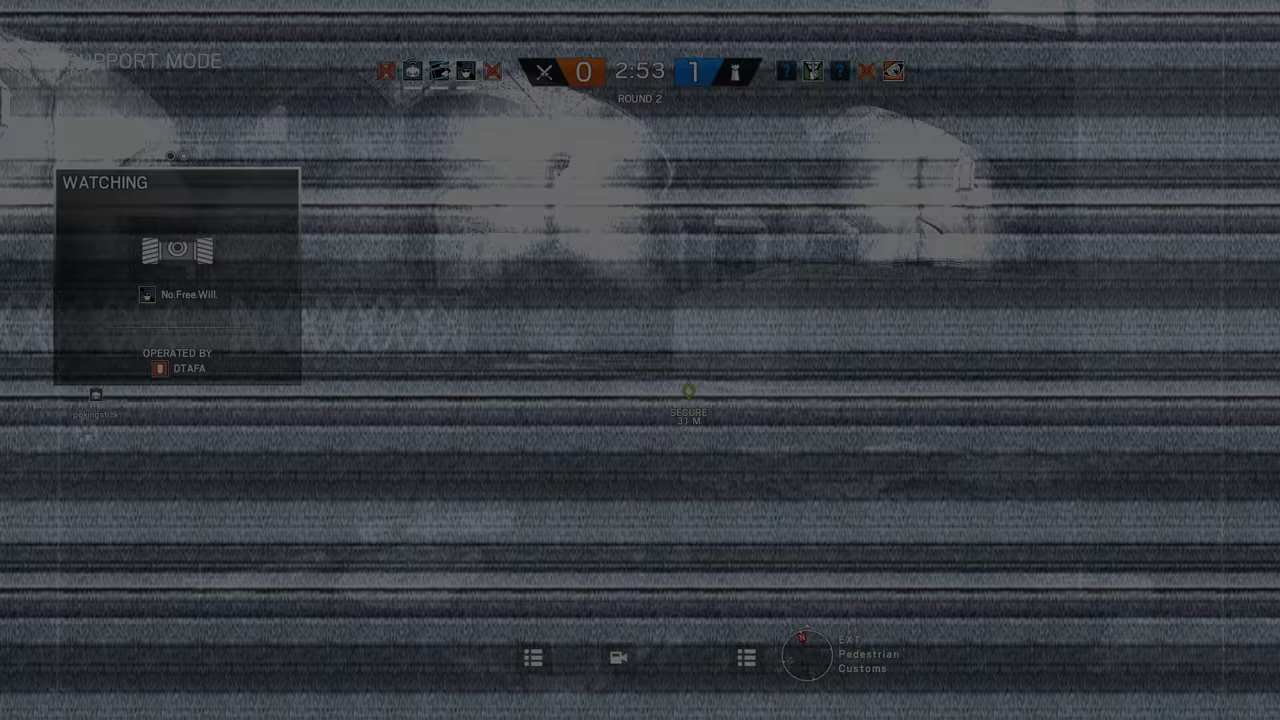 SUPPORT MODE
0 2:53 1
ROUND 2
? ?
WATCHING
No.Free.Will.
OPERATED BY
DTAFA
pokingstick
SECURE
31 M
N
EXT
Pedestrian
Customs